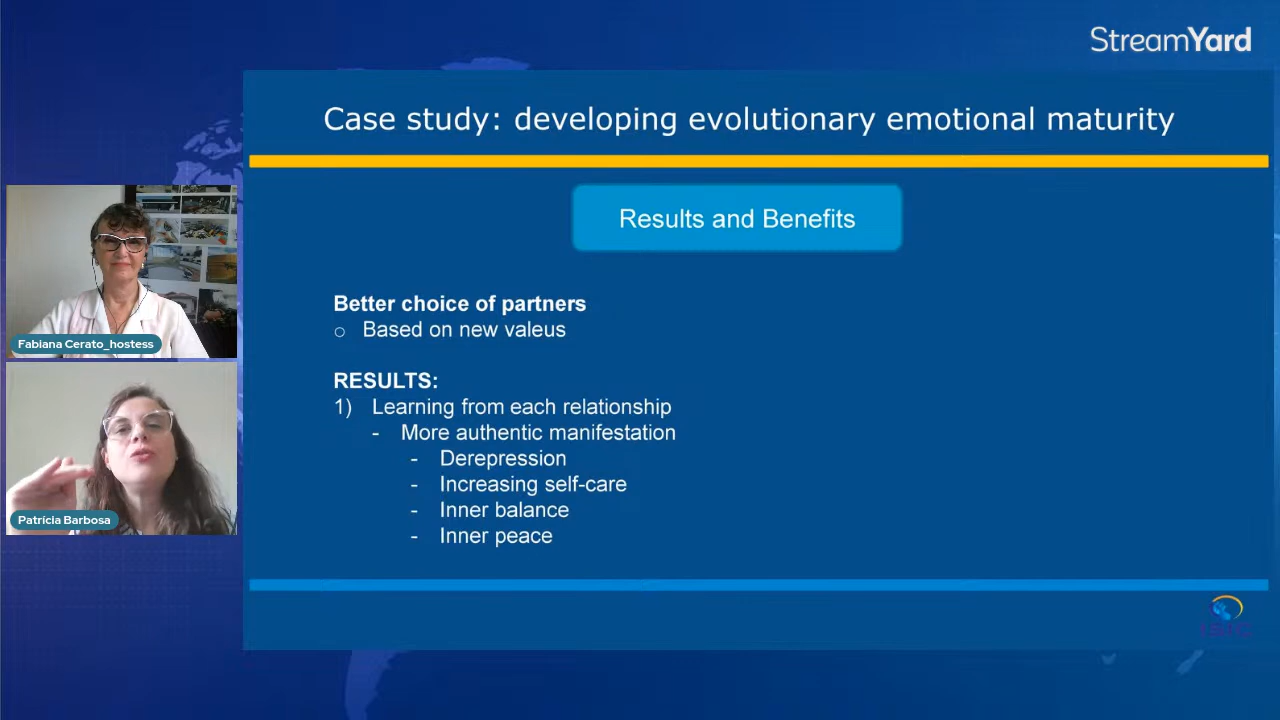 StreamYard
Case study: developing evolutionary emotional maturity
Results and Benefits
Better choice of partners
o Based on new valeus
RESULTS:
1) Learning from each relationship
- More authentic manifestation
- Derepression
- Increasing self-care
- Inner balance
- Inner peace
Fabiana Cerato_hostess
Patrícia Barbosa